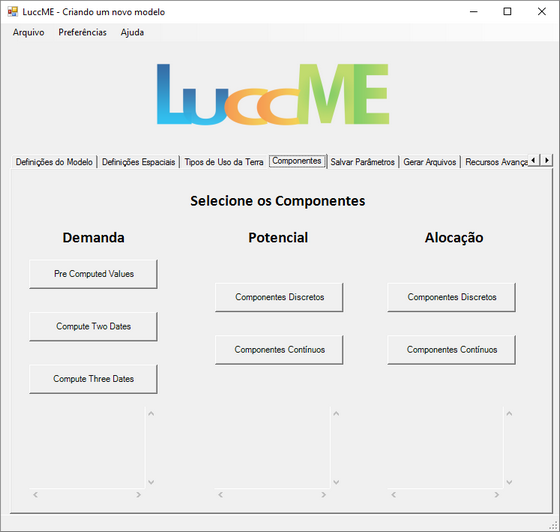 LuccME - Criando um novo modelo
Arquivo Preferências Ajuda
LuccME
Definições do Modelo Definições Espaciais Tipos de Uso da Terra Componentes Salvar Parâmetros Gerar Arquivos Recursos Avança
Selecione os Componentes
Demanda Potencial Alocação
Pre Computed Values
Componentes Discretos Componentes Discretos
Compute Two Dates
Componentes Contínuos Componentes Contínuos
Compute Three Dates